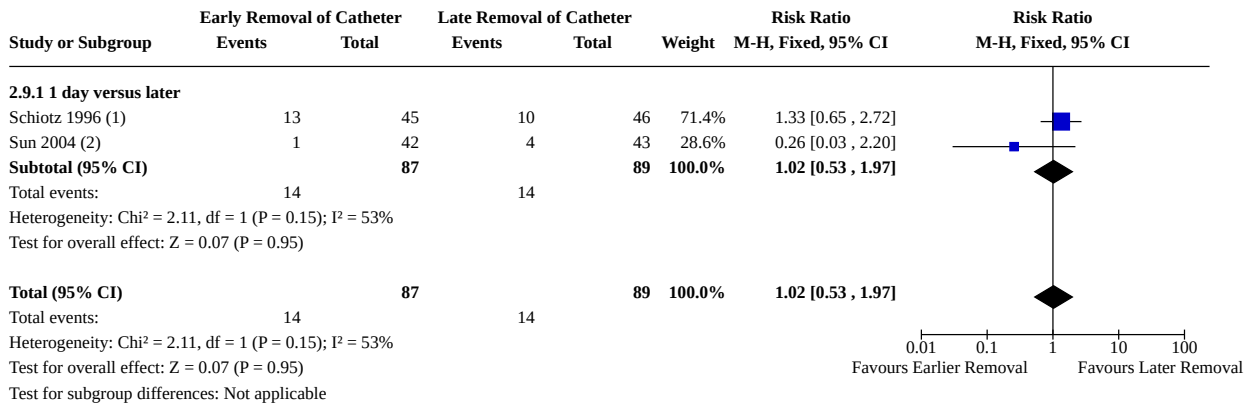 Early Removal of Catheter Late Removal of Catheter Risk Ratio Risk Ratio
Study or Subgroup Events Total Events Total Weight M-H, Fixed, 95% CI M-H, Fixed, 95% CI
2.9.1 1 day versus later
Schiotz 1996 (1) 13 45 10 46 71.4% 1.33 [0.65 , 2.72]
Sun 2004 (2) 1 42 4 43 28.6% 0.26 [0.03 , 2.20]
Subtotal (95% CI) 87 89 100.0% 1.02 [0.53 , 1.97]
Total events: 14 14
Heterogeneity: Chi² = 2.11, df = 1 (P = 0.15); I² = 53%
Test for overall effect: Z = 0.07 (P = 0.95)
Total (95% CI) 87 89 100.0% 1.02 [0.53 , 1.97]
Total events: 14 14
Heterogeneity: Chi² = 2.11, df = 1 (P = 0.15); I² = 53%
0.01 0.1 1 10 100
Test for overall effect: Z = 0.07 (P = 0.95) Favours Earlier Removal Favours Later Removal
Test for subgroup differences: Not applicable